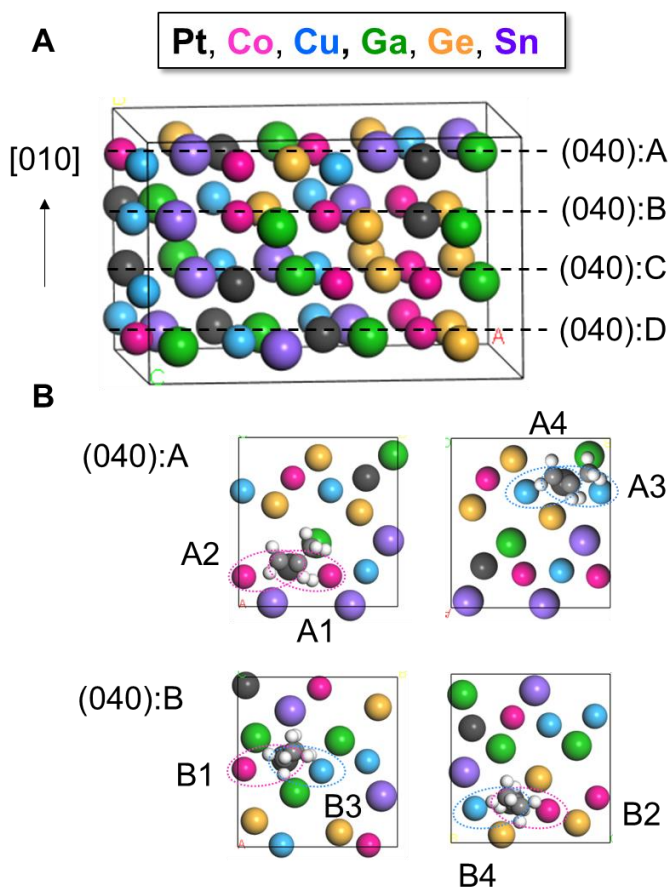 A
Pt, Co, Cu, Ga, Ge, Sn
[010]
(040):A
(040):B
(040):C
(040):D
A
C
B
(040):A
A2
A1
A4
A3
(040):B
B1
B3
B2
B4